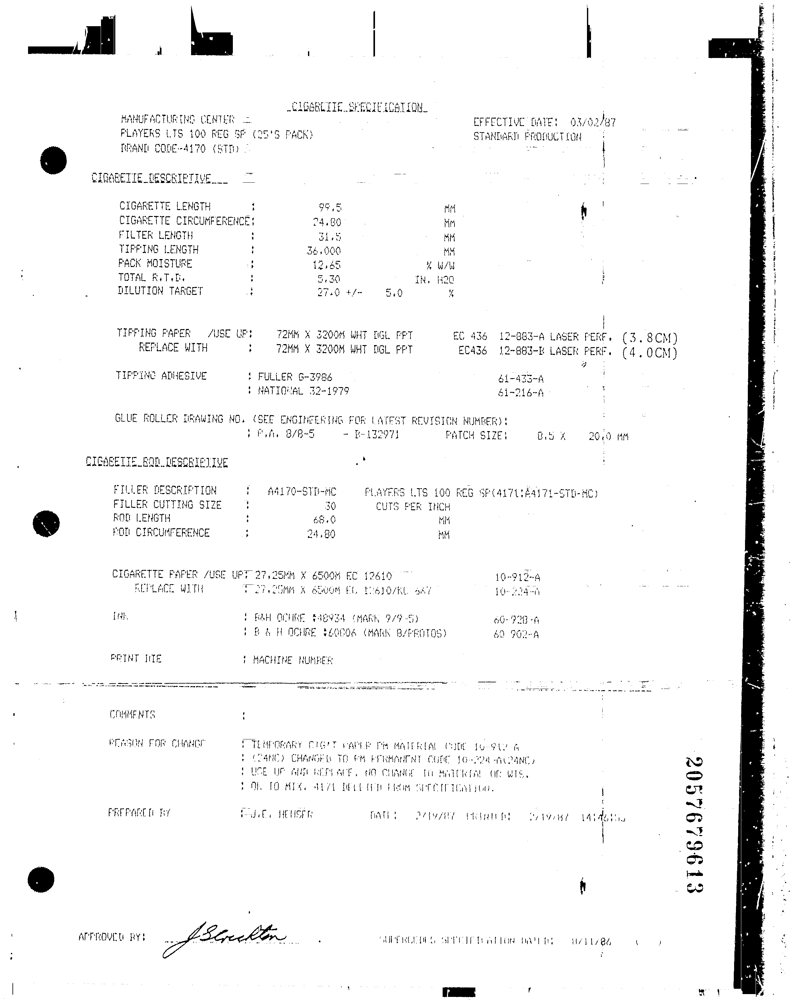 CIGARETTE SPECIFICATION
MANUFACTURING CENTER
EFFECTIVE DATE: 03/02/87
PLAYERS LTS 100 REG SP (25'S PACK)
STANDARD PRODUCTION
BRAND CODE-4170 (STD)
CIGARETTE DESCRIPTIVE
CIGARETTE LENGTH : 99.5 MM
CIGARETTE CIRCUMFERENCE: 24.80 MM
FILTER LENGTH : 31.5 MM
TIPPING LENGTH : 36.000 MM
PACK MOISTURE : 12.65 % W/W
TOTAL R.T.D. : 5.30 IN. H2O
DILUTION TARGET : 27.0 +/- 5.0 %
TIPPING PAPER /USE UP: 72MM X 3200M WHT DGL PPT EC 436 12-883-A LASER PERF. (3.8CM)
REPLACE WITH : 72MM X 3200M WHT DGL PPT EC436 12-883-B LASER PERF. (4.0CM)
TIPPING ADHESIVE : FULLER G-3986 61-433-A
: NATIONAL 32-1979 61-216-A
GLUE ROLLER DRAWING NO. (SEE ENGINEERING FOR LATEST REVISION NUMBER):
: P.A. 8/8-5 - B-132971 PATCH SIZE: 8.5 X 20.0 MM
CIGARETTE ROD DESCRIPTIVE
FILLER DESCRIPTION : A4170-STD-MC PLAYERS LTS 100 REG SP(4171:A4171-STD-MC)
FILLER CUTTING SIZE : 30 CUTS PER INCH
ROD LENGTH : 68.0 MM
ROD CIRCUMFERENCE : 24.80 MM
CIGARETTE PAPER /USE UP: 27.25MM X 6500M EC 12610 10-912-A
REPLACE WITH : 27.25MM X 6500M EC 12610/KC 667 10-224-A
INK : B&H OCHRE :48934 (MARK 9/9-5) 60-920-A
: B & H OCHRE :60006 (MARK 8/PROTOS) 60 902-A
PRINT DIE : MACHINE NUMBER
COMMENTS :
REASON FOR CHANGE : TEMPORARY CIGT PAPER PM MATERIAL CODE 10-912-A
: (24NC) CHANGED TO PM PERMANENT CODE 10-224-A(24NC)
: USE UP AND REPLACE. NO CHANGE IN MATERIAL OR WTS.
: OK TO MIX. 4171 DELETED FROM SPECIFICATION.
PREPARED BY : J.E. HEUSER DATE: 2/19/87 PRINTED: 2/19/87 14:46:
2057679613
APPROVED BY: SUPERCEDES SPECIFICATION DATED: 8/11/86 ( )